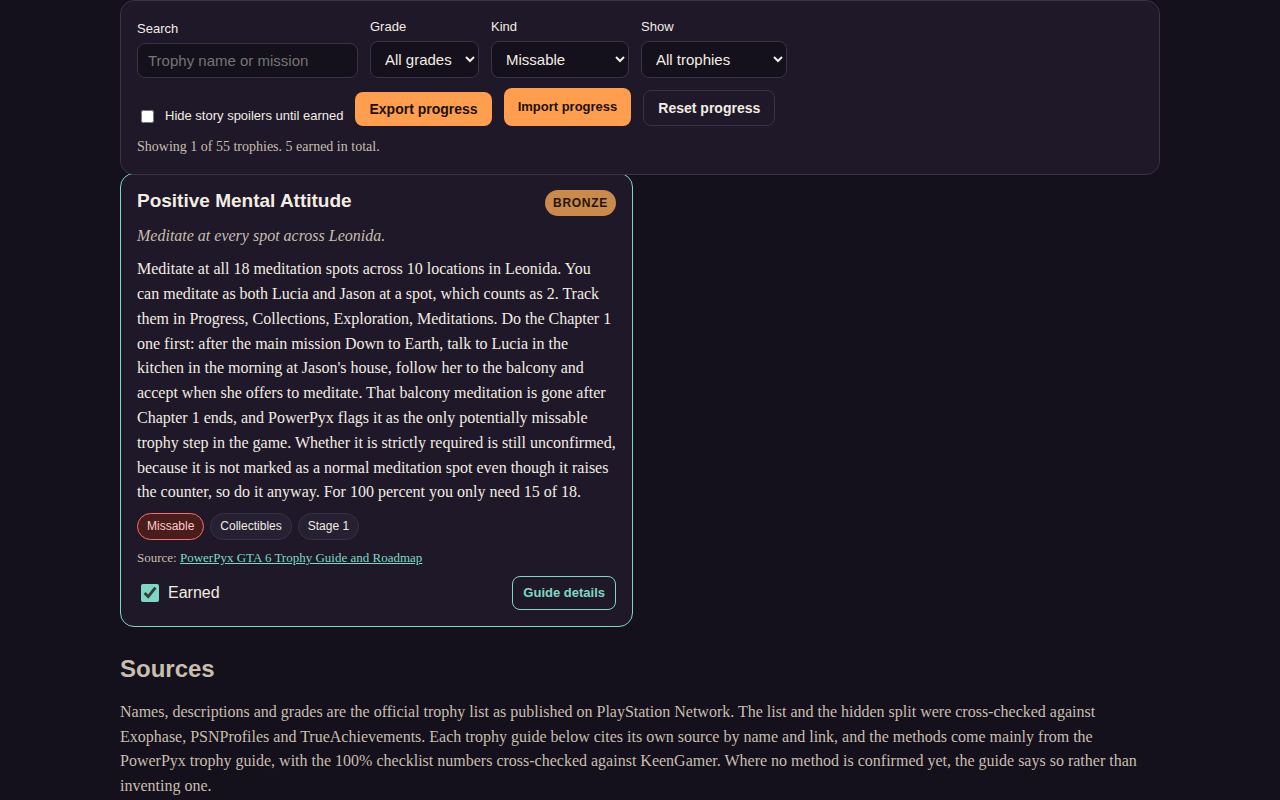 Search
Grade
Kind
Show
Trophy name or mission
All grades
Missable
All trophies
Hide story spoilers until earned
Export progress
Import progress
Reset progress
Showing 1 of 55 trophies. 5 earned in total.
Positive Mental Attitude
BRONZE
Meditate at every spot across Leonida.
Meditate at all 18 meditation spots across 10 locations in Leonida. You
can meditate as both Lucia and Jason at a spot, which counts as 2. Track
them in Progress, Collections, Exploration, Meditations. Do the Chapter 1
one first: after the main mission Down to Earth, talk to Lucia in the
kitchen in the morning at Jason's house, follow her to the balcony and
accept when she offers to meditate. That balcony meditation is gone after
Chapter 1 ends, and PowerPyx flags it as the only potentially missable
trophy step in the game. Whether it is strictly required is still unconfirmed,
because it is not marked as a normal meditation spot even though it raises
the counter, so do it anyway. For 100 percent you only need 15 of 18.
Missable
Collectibles
Stage 1
Source: PowerPyx GTA 6 Trophy Guide and Roadmap
Earned
Guide details
Sources
Names, descriptions and grades are the official trophy list as published on PlayStation Network. The list and the hidden split were cross-checked against
Exophase, PSNProfiles and TrueAchievements. Each trophy guide below cites its own source by name and link, and the methods come mainly from the
PowerPyx trophy guide, with the 100% checklist numbers cross-checked against KeenGamer. Where no method is confirmed yet, the guide says so rather than
inventing one.